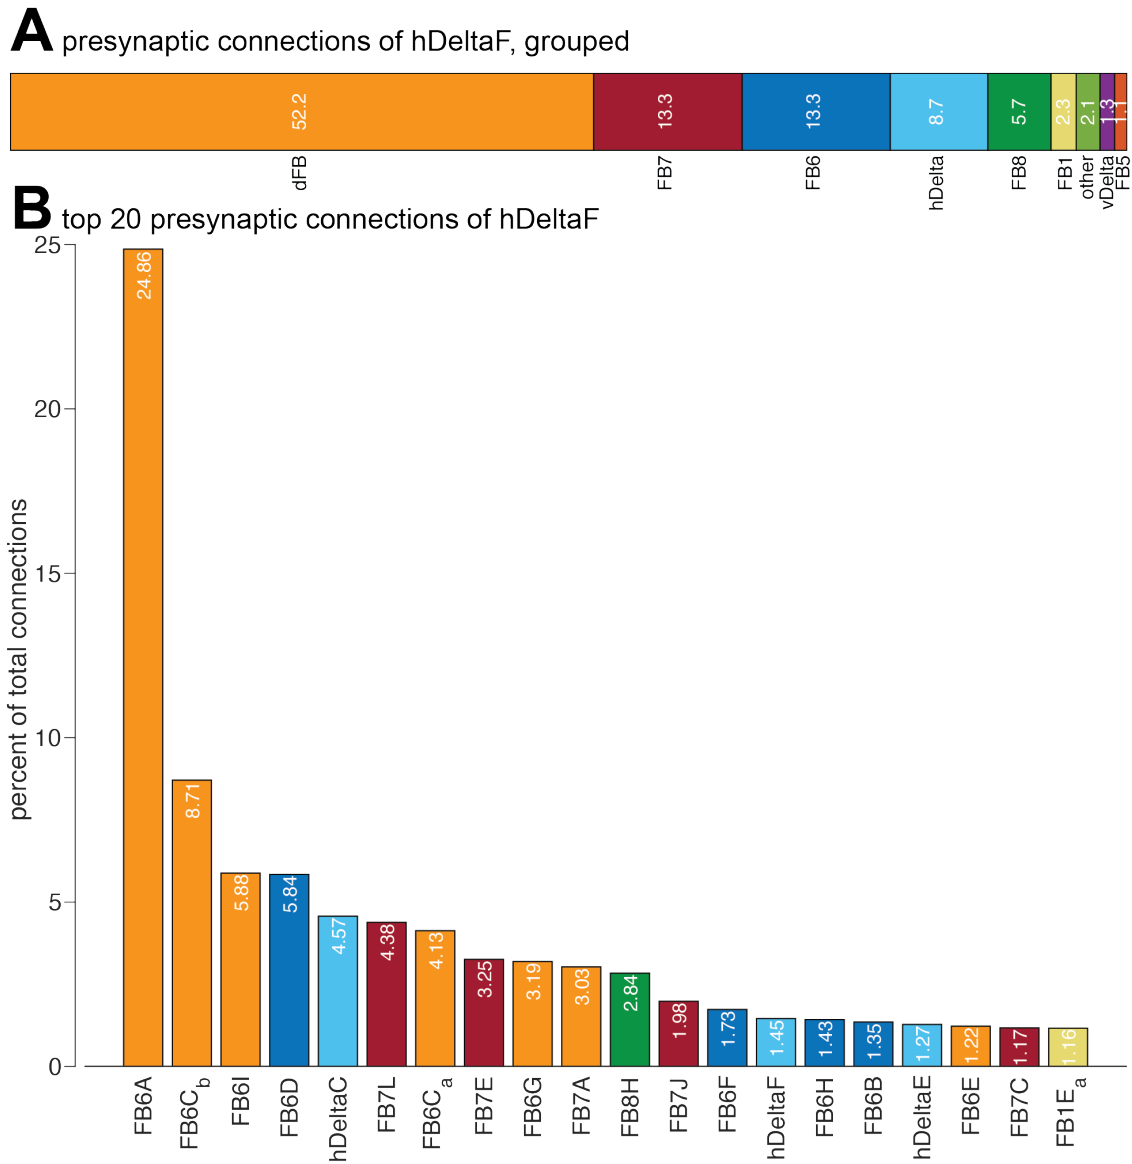 A presynaptic connections of hDeltaF, grouped
52.2 13.3 13.3 8.7 5.7 2.3 2.1 1.3 1.1
dFB FB7 FB6 hDelta FB8 FB1 other vDelta FB5
B top 20 presynaptic connections of hDeltaF
percent of total connections
25
20
15
10
5
0
24.86 8.71 5.88 5.84 4.57 4.38 4.13 3.25 3.19 3.03 2.84 1.98 1.73 1.45 1.43 1.35 1.27 1.22 1.17 1.16
FB6A FB6Cb FB6I FB6D hDeltaC FB7L FB6Ca FB7E FB6G FB7A FB8H FB7J FB6F hDeltaF FB6H FB6B hDeltaE FB6E FB7C FB1Ea